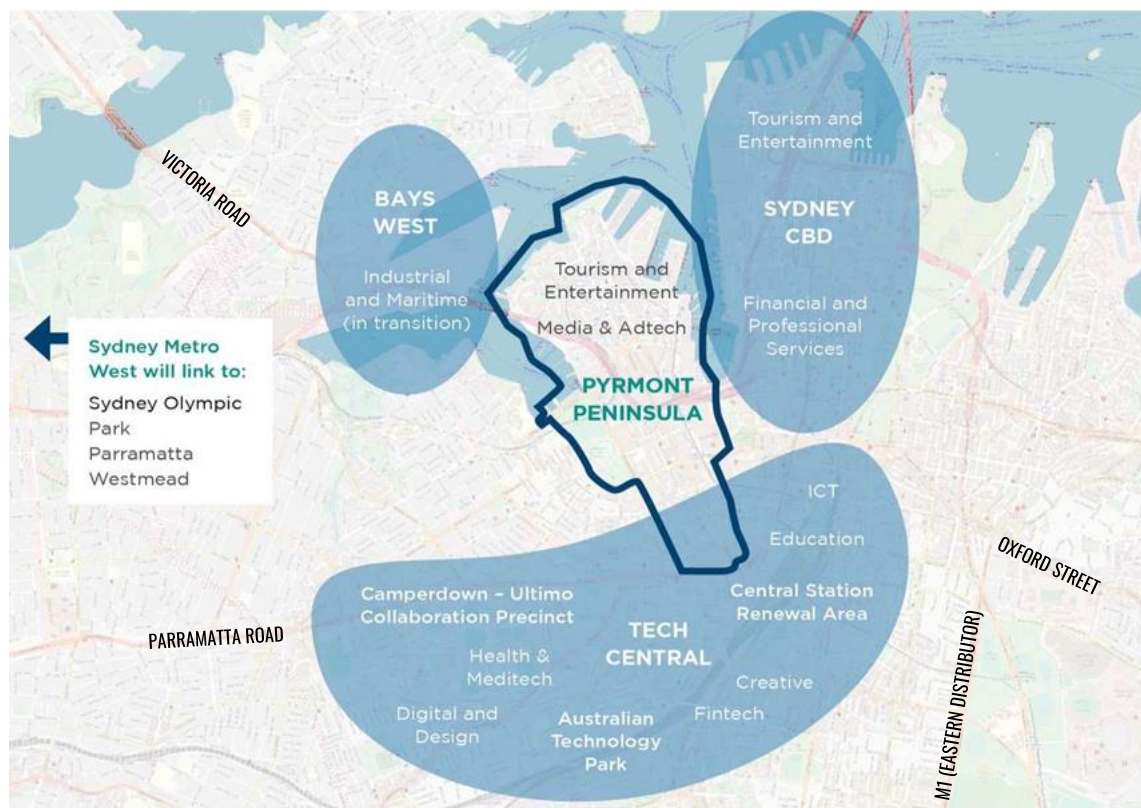 VICTORIA ROAD
BAYS
WEST
Industrial
and Maritime
(in transition)
Tourism and
Entertainment
SYDNEY
CBD
Financial and
Professional
Services
Tourism and
Entertainment
Media & Adtech
PYRMONT
PENINSULA
Sydney Metro
West will link to:
Sydney Olympic
Park
Parramatta
Westmead
ICT
Education
Central Station
Renewal Area
Camperdown – Ultimo
Collaboration Precinct
TECH
CENTRAL
Health &
Meditech
Creative
Digital and
Design
Australian
Technology
Park
Fintech
PARRAMATTA ROAD
OXFORD STREET
M1 (EASTERN DISTRIBUTOR)